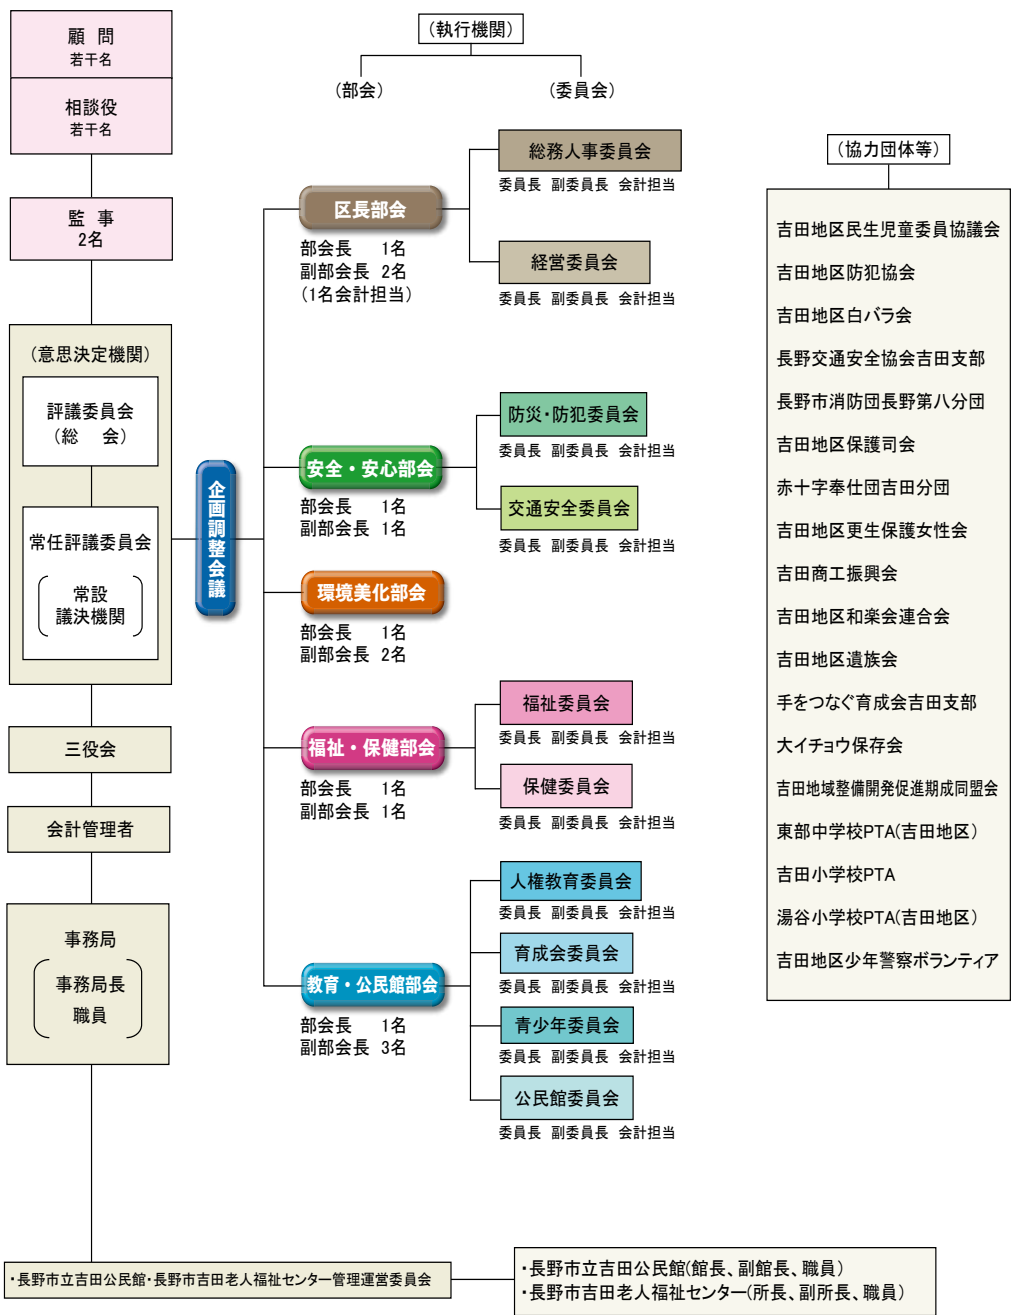 顧 問
若干名
相談役
若干名
監 事
2名
(意思決定機関)
評議委員会
(総 会)
常任評議委員会
常設
議決機関
三役会
会計管理者
事務局
事務局長
職員
企画調整会議
(執行機関)
(部会)
(委員会)
区長部会
部会長 1名
副部会長 2名
(1名会計担当)
総務人事委員会
委員長 副委員長 会計担当
経営委員会
委員長 副委員長 会計担当
安全・安心部会
部会長 1名
副部会長 1名
防災・防犯委員会
委員長 副委員長 会計担当
交通安全委員会
委員長 副委員長 会計担当
環境美化部会
部会長 1名
副部会長 2名
福祉・保健部会
部会長 1名
副部会長 1名
福祉委員会
委員長 副委員長 会計担当
保健委員会
委員長 副委員長 会計担当
教育・公民館部会
部会長 1名
副部会長 3名
人権教育委員会
委員長 副委員長 会計担当
育成会委員会
委員長 副委員長 会計担当
青少年委員会
委員長 副委員長 会計担当
公民館委員会
委員長 副委員長 会計担当
(協力団体等)
吉田地区民生児童委員協議会
吉田地区防犯協会
吉田地区白バラ会
長野交通安全協会吉田支部
長野市消防団長野第八分団
吉田地区保護司会
赤十字奉仕団吉田分団
吉田地区更生保護女性会
吉田商工振興会
吉田地区和楽会連合会
吉田地区遺族会
手をつなぐ育成会吉田支部
大イチョウ保存会
吉田地域整備開発促進期成同盟会
東部中学校PTA(吉田地区)
吉田小学校PTA
湯谷小学校PTA(吉田地区)
吉田地区少年警察ボランティア
・長野市立吉田公民館・長野市吉田老人福祉センター管理運営委員会
・長野市立吉田公民館(館長、副館長、職員)
・長野市吉田老人福祉センター(所長、副所長、職員)